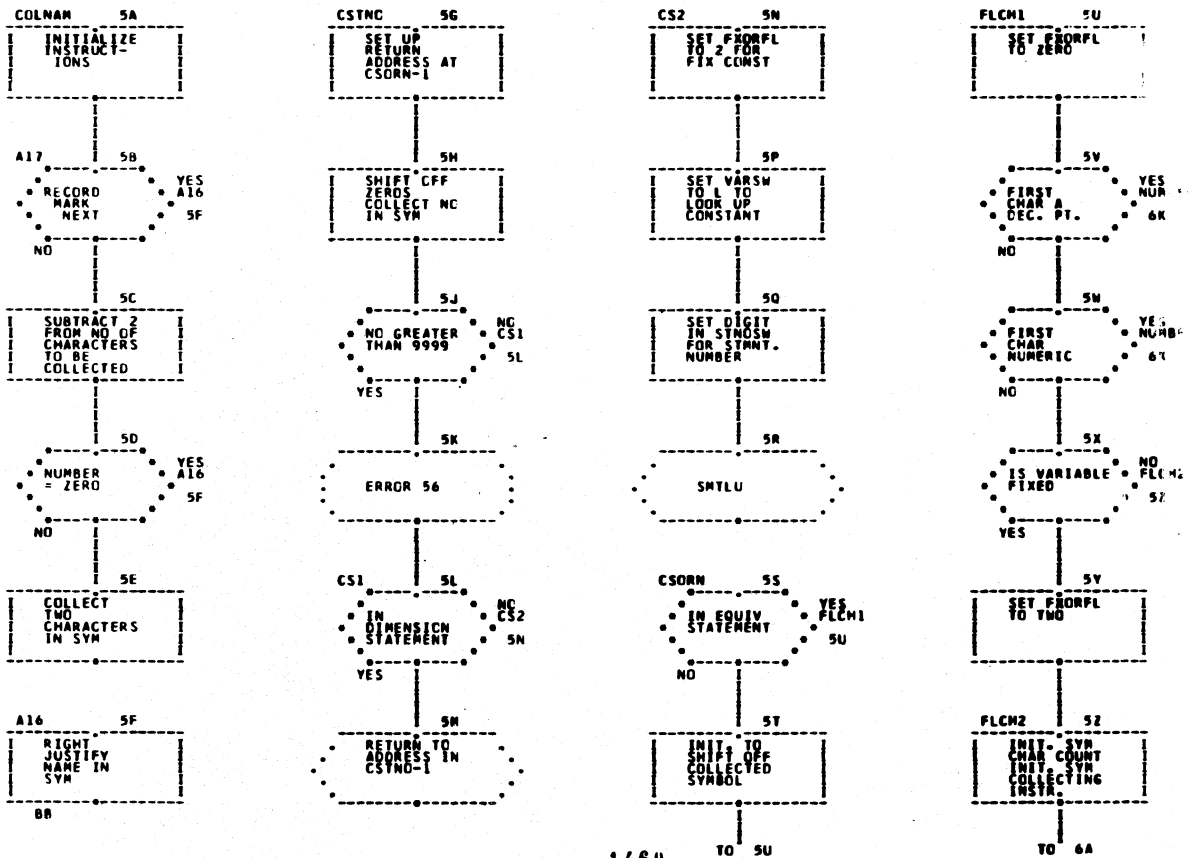 COLNAM 5A
INITIALIZE
INSTRUCT-
IONS
A17 5B
RECORD
MARK
NEXT
YES
A16
5F
NO
5C
SUBTRACT 2
FROM NO OF
CHARACTERS
TO BE
COLLECTED
5D
NUMBER
= ZERO
YES
A16
5F
NO
5E
COLLECT
TWO
CHARACTERS
IN SYM
A16 5F
RIGHT
JUSTIFY
NAME IN
SYM
BB
CSTNO 5G
SET UP
RETURN
ADDRESS AT
CSORN-1
5H
SHIFT OFF
ZEROS
COLLECT NO
IN SYM
5J
NO GREATER
THAN 9999
NO
CS1
5L
YES
5K
ERROR 56
CS1 5L
IN
DIMENSION
STATEMENT
NO
CS2
5N
YES
5M
RETURN TO
ADDRESS IN
CSTNO-1
CS2 5N
SET FXORFL
TO 2 FOR
FIX CONST
5P
SET VARSW
TO L TO
LOOK UP
CONSTANT
5Q
SET DIGIT
IN STNOSW
FOR STMNT.
NUMBER
5R
SMTLU
CSORN 5S
IN EQUIV
STATEMENT
YES
FLCH1
5U
NO
5T
INIT. TO
SHIFT OFF
COLLECTED
SYMBOL
TO 5U
FLCH1 5U
SET FXORFL
TO ZERO
5V
FIRST
CHAR A
DEC. PT.
YES
6K
NO
5W
FIRST
CHAR
NUMERIC
YES
NO
5X
IS VARIABLE
FIXED
NO
FLCH2
5Z
YES
5Y
SET FXORFL
TO TWO
FLCH2 5Z
INIT. SYM
CHAR COUNT
INIT. SYM
COLLECTING
INSTR.
TO 6A